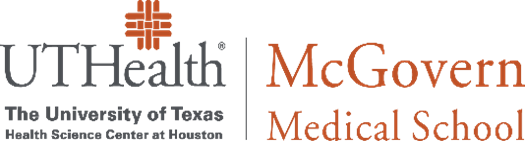 UTHealth®
The University of Texas
Health Science Center at Houston
McGovern
Medical School